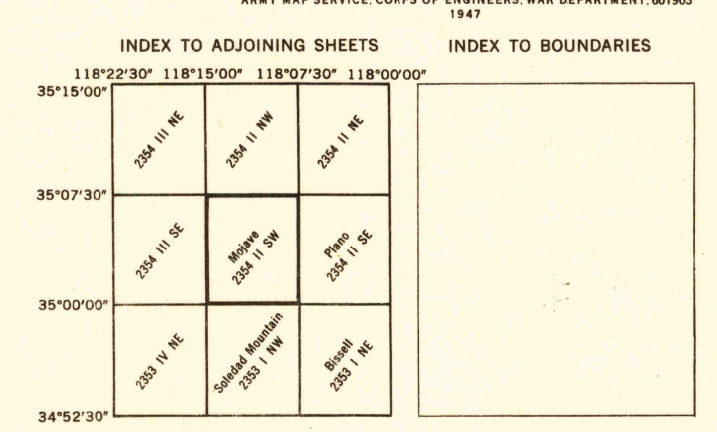 ARMY MAP SERVICE, CORPS OF ENGINEERS, WAR DEPARTMENT, 601903
1947
INDEX TO ADJOINING SHEETS
INDEX TO BOUNDARIES
118°22'30" 118°15'00" 118°07'30" 118°00'00"
35°15'00"
2354 III NE
2354 II NW
2354 II NE
35°07'30"
2354 III SE
Mojave
2354 II SW
Plano
2354 II SE
35°00'00"
2353 IV NE
Soledad Mountain
2353 I NW
Bissell
2353 I NE
34°52'30"